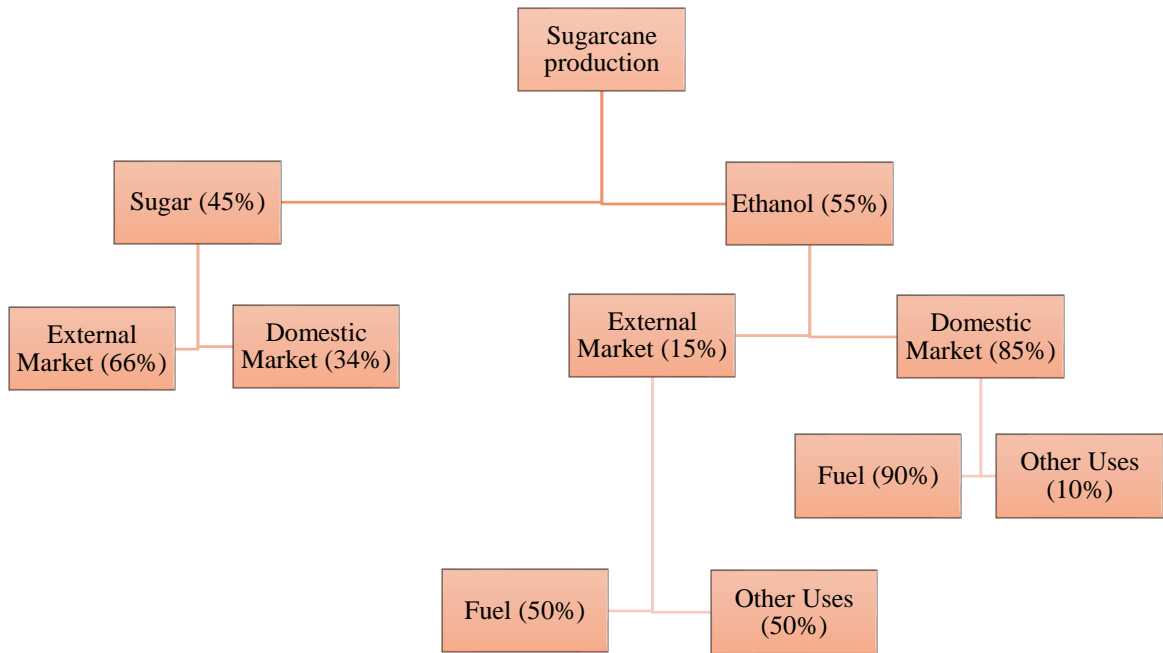 Sugarcane
production
Sugar (45%)
Ethanol (55%)
External
Market (66%)
Domestic
Market (34%)
External
Market (15%)
Domestic
Market (85%)
Fuel (90%)
Other Uses
(10%)
Fuel (50%)
Other Uses
(50%)